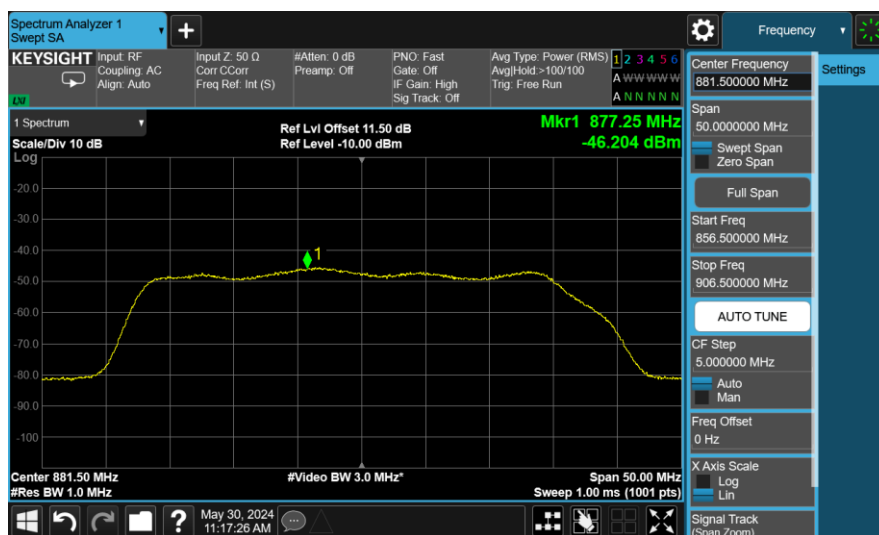 Spectrum Analyzer 1
Swept SA
+
Frequency
KEYSIGHT
Input: RF
Coupling: AC
Align: Auto
LXI
Input Z: 50 Ω
Corr CCorr
Freq Ref: Int (S)
#Atten: 0 dB
Preamp: Off
PNO: Fast
Gate: Off
IF Gain: High
Sig Track: Off
Avg Type: Power (RMS)
Avg|Hold:>100/100
Trig: Free Run
1 2 3 4 5 6
A W W W W W
A N N N N N
1 Spectrum
Scale/Div 10 dB
Log
Ref Lvl Offset 11.50 dB
Ref Level -10.00 dBm
Mkr1 877.25 MHz
-46.204 dBm
-20.0
-30.0
-40.0
-50.0
-60.0
-70.0
-80.0
-90.0
-100
1
Center 881.50 MHz
#Res BW 1.0 MHz
#Video BW 3.0 MHz*
Span 50.00 MHz
Sweep 1.00 ms (1001 pts)
?
May 30, 2024
11:17:26 AM
Center Frequency
881.500000 MHz
Span
50.0000000 MHz
Swept Span
Zero Span
Full Span
Start Freq
856.500000 MHz
Stop Freq
906.500000 MHz
AUTO TUNE
CF Step
5.000000 MHz
Auto
Man
Freq Offset
0 Hz
X Axis Scale
Log
Lin
Signal Track
(Span Zoom)
Settings